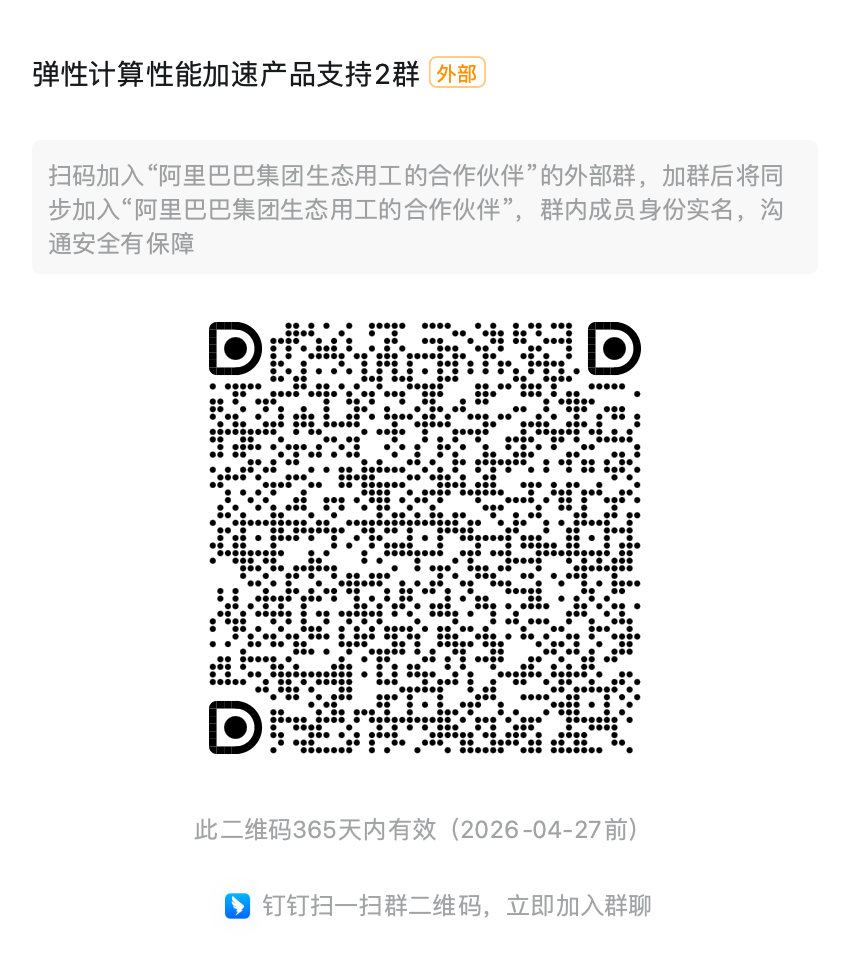 弹性计算性能加速产品支持2群 外部
扫码加入“阿里巴巴集团生态用工的合作伙伴”的外部群，加群后将同
步加入“阿里巴巴集团生态用工的合作伙伴”，群内成员身份实名，沟
通安全有保障
此二维码365天内有效（2026-04-27前）
钉钉扫一扫群二维码，立即加入群聊